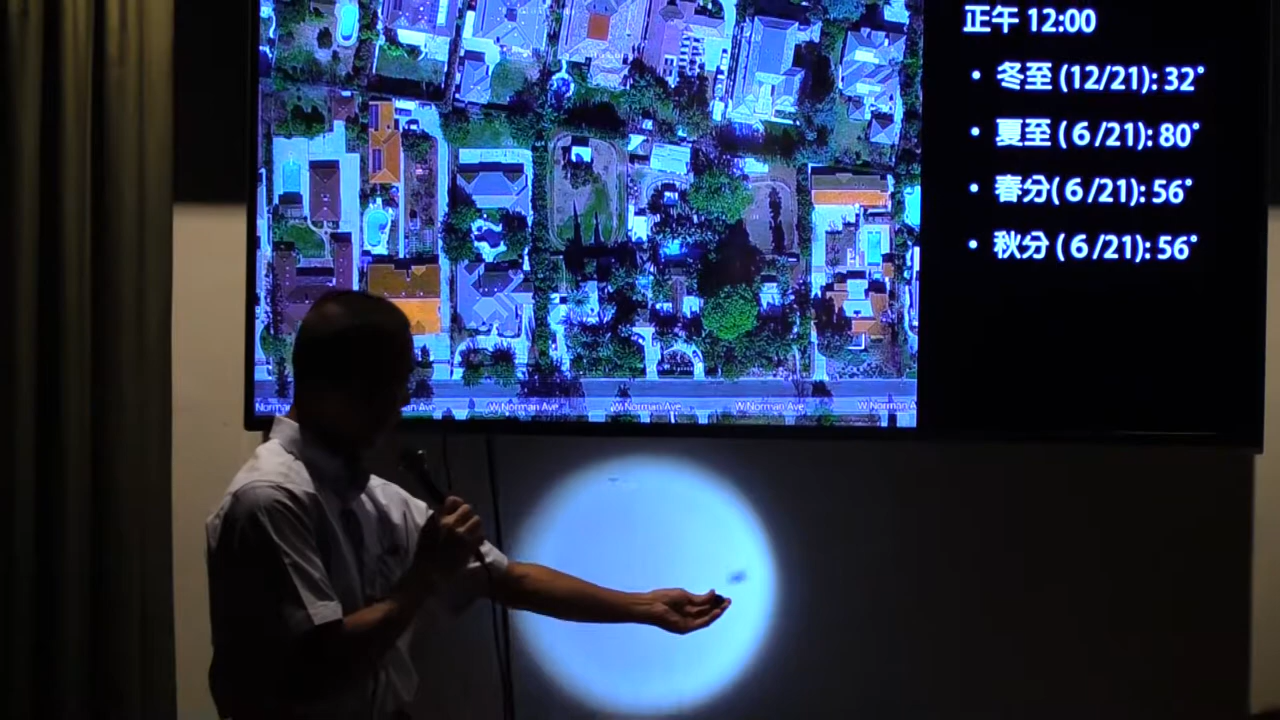 正午 12:00
• 冬至 (12/21): 32°
• 夏至 ( 6 /21): 80°
• 春分( 6 /21): 56°
• 秋分 ( 6 /21): 56°
Norman Ave W Norman Ave W Norman Ave W Norman Ave W Norman A